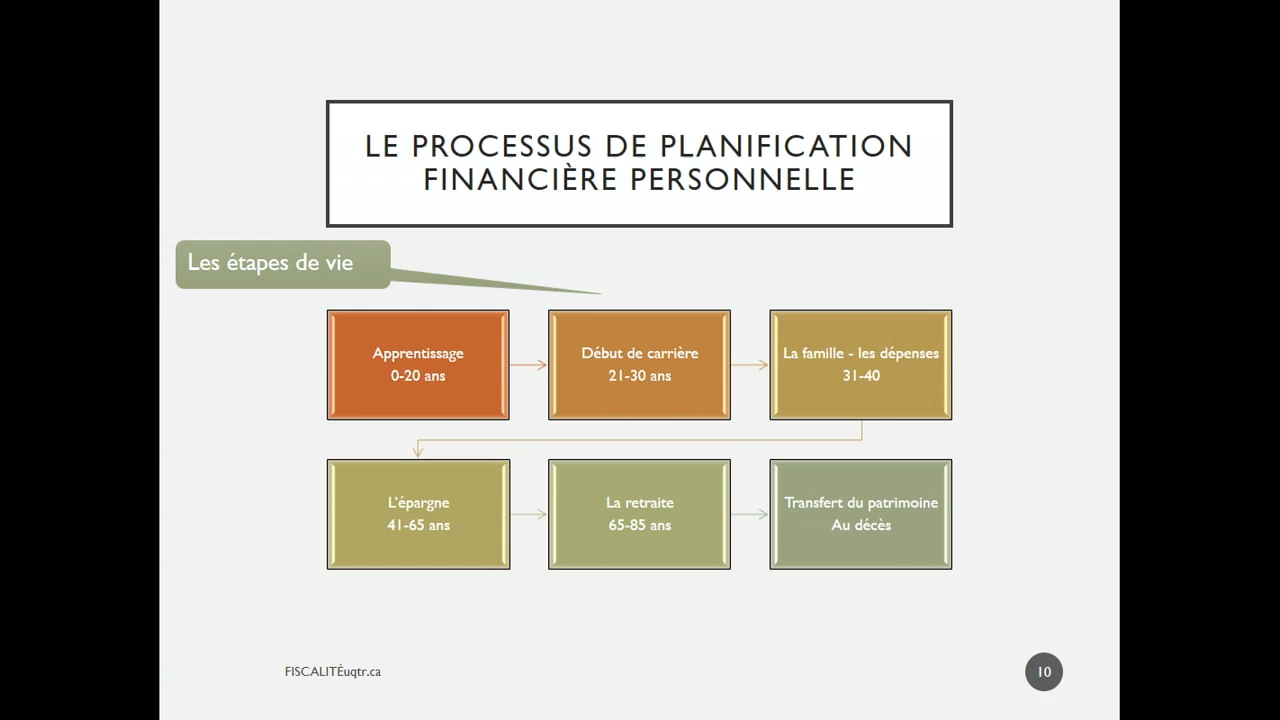 LE PROCESSUS DE PLANIFICATION
FINANCIÈRE PERSONNELLE
Les étapes de vie
Apprentissage
0-20 ans
Début de carrière
21-30 ans
La famille - les dépenses
31-40
L'épargne
41-65 ans
La retraite
65-85 ans
Transfert du patrimoine
Au décès
FISCALITÉuqtr.ca
10